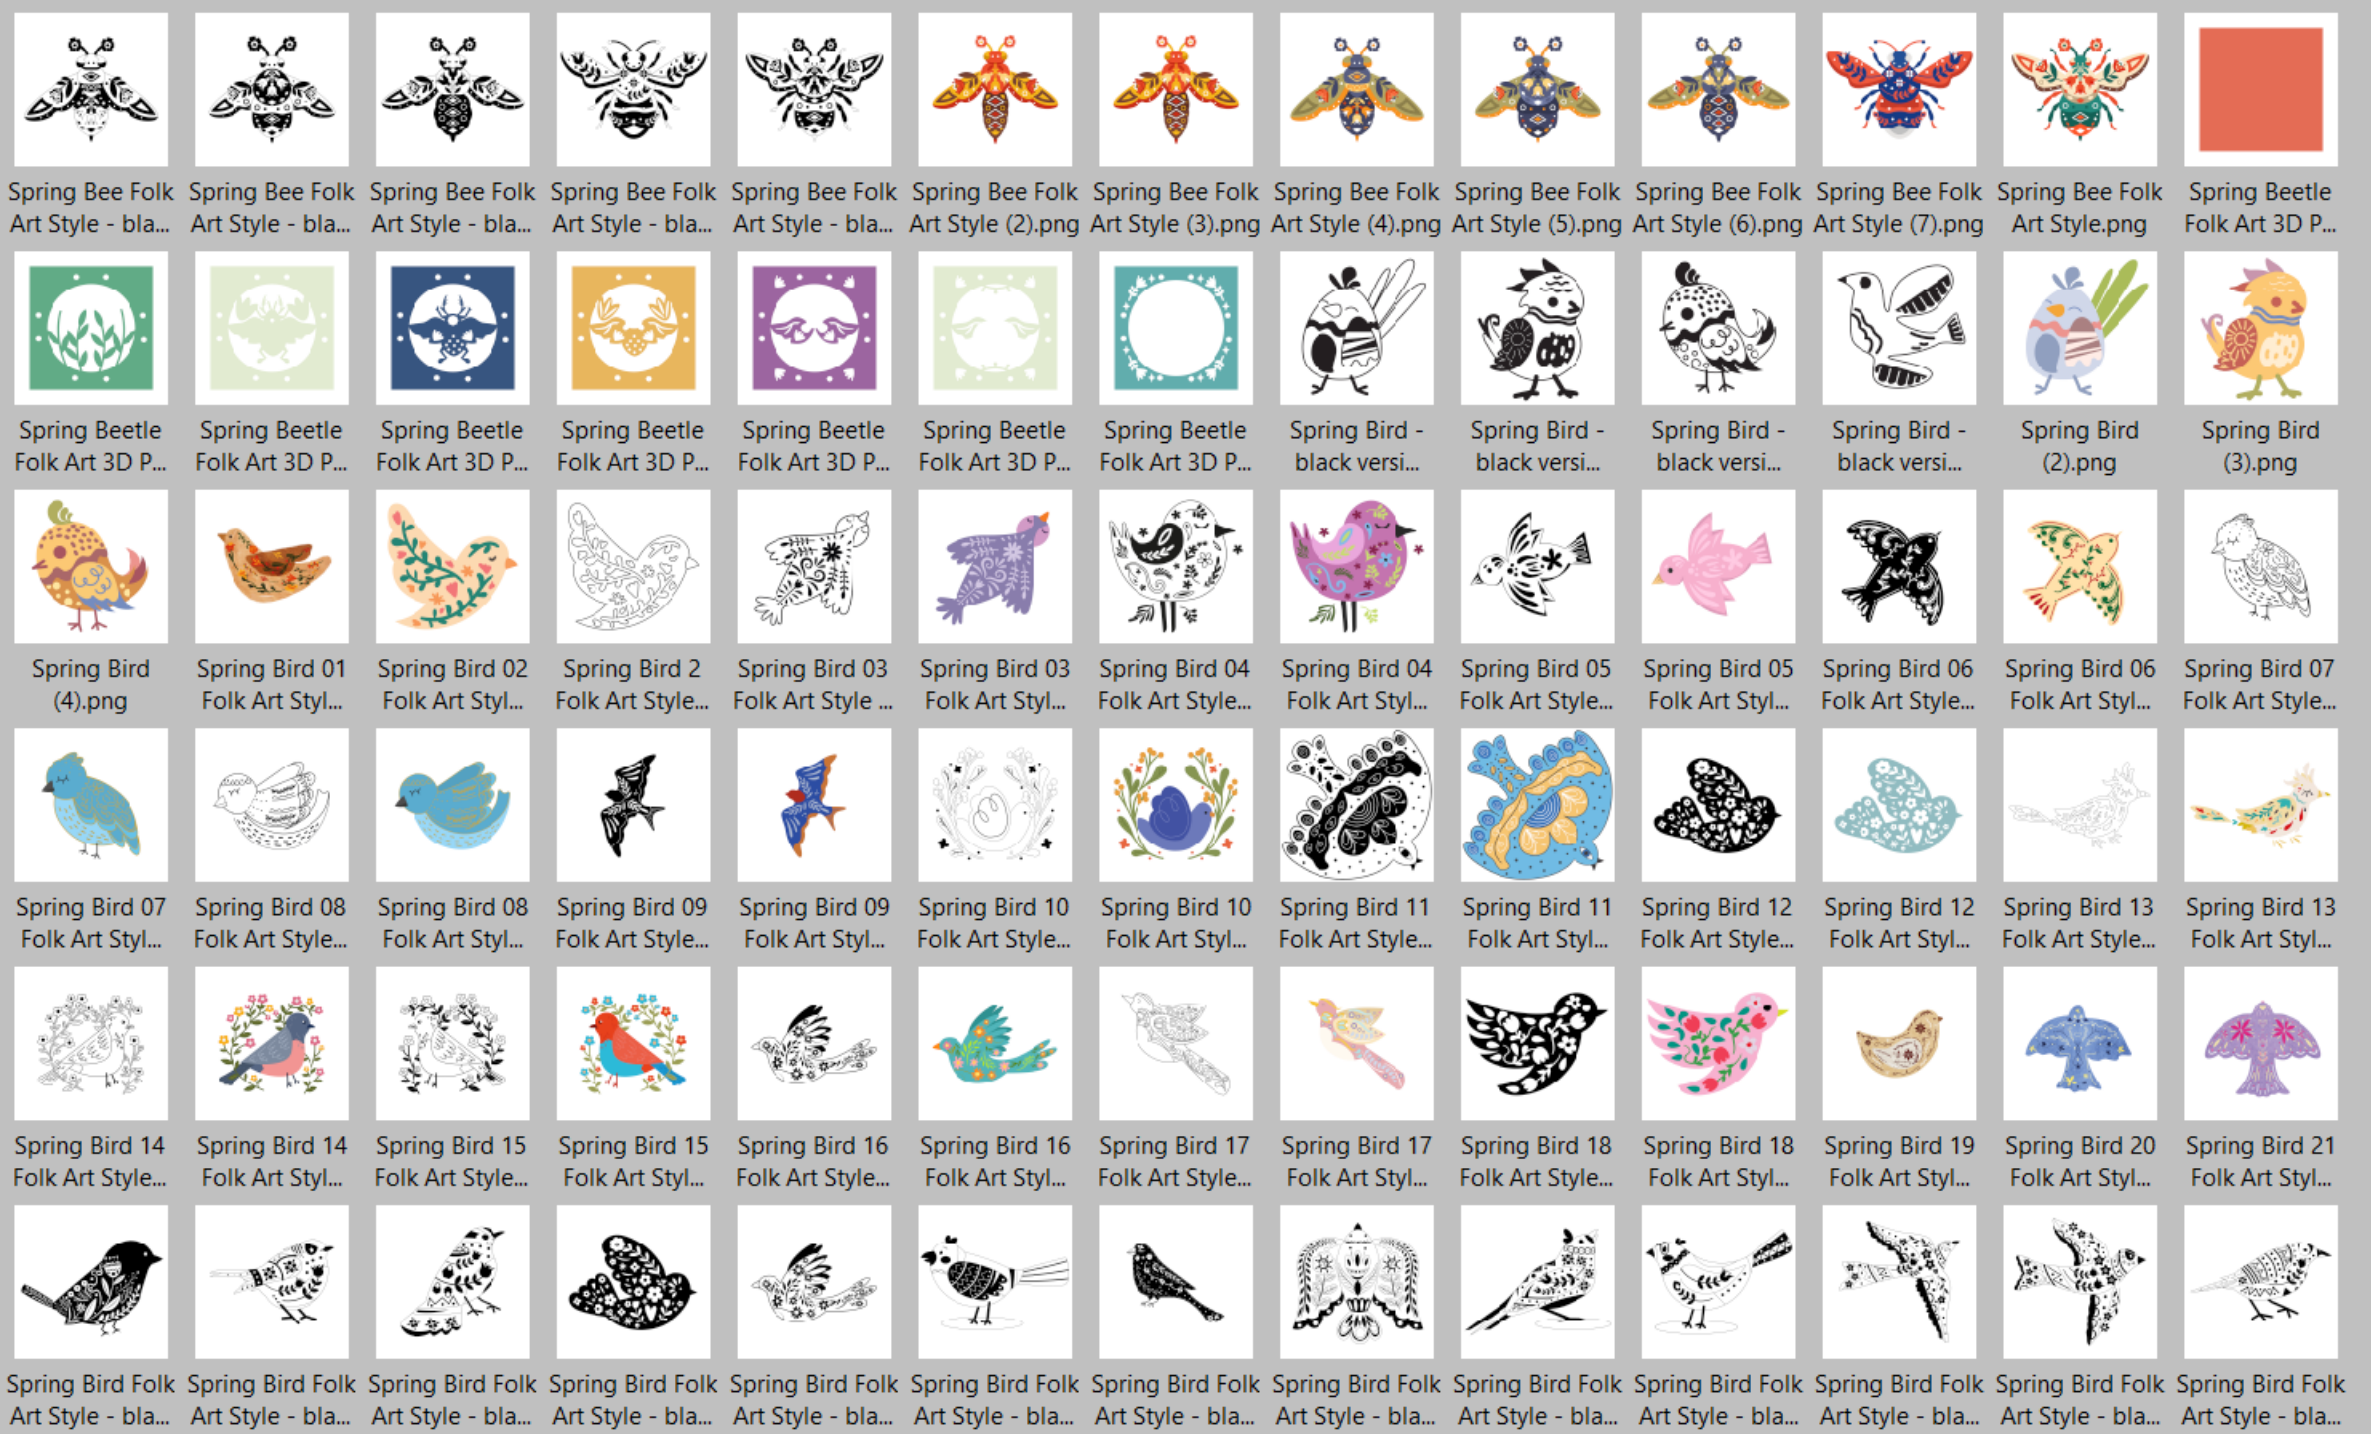 Spring Bee Folk Spring Bee Folk Spring Bee Folk Spring Bee Folk Spring Bee Folk Spring Bee Folk Spring Bee Folk Spring Bee Folk Spring Bee Folk Spring Bee Folk Spring Bee Folk Spring Bee Folk Spring Beetle
Art Style - bla... Art Style - bla... Art Style - bla... Art Style - bla... Art Style - bla... Art Style (2).png Art Style (3).png Art Style (4).png Art Style (5).png Art Style (6).png Art Style (7).png Art Style.png Folk Art 3D P...
Spring Beetle Spring Beetle Spring Beetle Spring Beetle Spring Beetle Spring Beetle Spring Beetle Spring Bird - Spring Bird - Spring Bird - Spring Bird - Spring Bird Spring Bird
Folk Art 3D P... Folk Art 3D P... Folk Art 3D P... Folk Art 3D P... Folk Art 3D P... Folk Art 3D P... Folk Art 3D P... black versi... black versi... black versi... black versi... (2).png (3).png
Spring Bird Spring Bird 01 Spring Bird 02 Spring Bird 2 Spring Bird 03 Spring Bird 03 Spring Bird 04 Spring Bird 04 Spring Bird 05 Spring Bird 05 Spring Bird 06 Spring Bird 06 Spring Bird 07
(4).png Folk Art Styl... Folk Art Styl... Folk Art Style... Folk Art Style ... Folk Art Styl... Folk Art Style... Folk Art Styl... Folk Art Style... Folk Art Styl... Folk Art Style... Folk Art Styl... Folk Art Style...
Spring Bird 07 Spring Bird 08 Spring Bird 08 Spring Bird 09 Spring Bird 09 Spring Bird 10 Spring Bird 10 Spring Bird 11 Spring Bird 11 Spring Bird 12 Spring Bird 12 Spring Bird 13 Spring Bird 13
Folk Art Styl... Folk Art Style... Folk Art Styl... Folk Art Style... Folk Art Styl... Folk Art Style... Folk Art Styl... Folk Art Style... Folk Art Styl... Folk Art Style... Folk Art Styl... Folk Art Style... Folk Art Styl...
Spring Bird 14 Spring Bird 14 Spring Bird 15 Spring Bird 15 Spring Bird 16 Spring Bird 16 Spring Bird 17 Spring Bird 17 Spring Bird 18 Spring Bird 18 Spring Bird 19 Spring Bird 20 Spring Bird 21
Folk Art Style... Folk Art Styl... Folk Art Style... Folk Art Styl... Folk Art Style... Folk Art Styl... Folk Art Style... Folk Art Styl... Folk Art Style... Folk Art Styl... Folk Art Styl... Folk Art Styl... Folk Art Styl...
Spring Bird Folk Spring Bird Folk Spring Bird Folk Spring Bird Folk Spring Bird Folk Spring Bird Folk Spring Bird Folk Spring Bird Folk Spring Bird Folk Spring Bird Folk Spring Bird Folk Spring Bird Folk Spring Bird Folk
Art Style - bla... Art Style - bla... Art Style - bla... Art Style - bla... Art Style - bla... Art Style - bla... Art Style - bla... Art Style - bla... Art Style - bla... Art Style - bla... Art Style - bla... Art Style - bla... Art Style - bla...